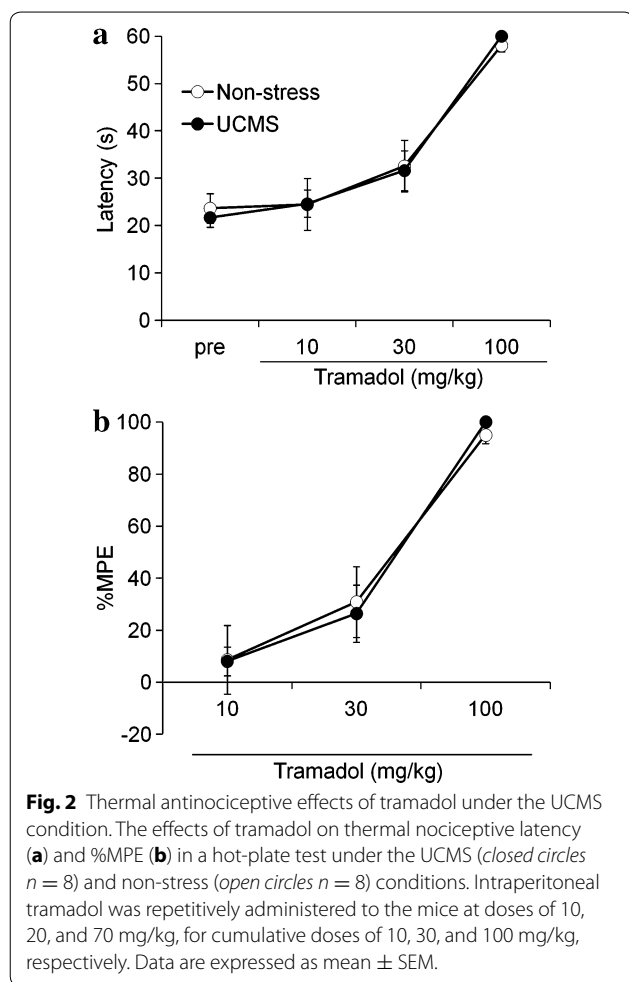 a
60
50
40
30
20
10
0
Latency (s)
Non-stress
UCMS
pre 10 30 100
Tramadol (mg/kg)
b
100
80
60
40
20
0
-20
%MPE
10 30 100
Tramadol (mg/kg)
Fig. 2 Thermal antinociceptive effects of tramadol under the UCMS
condition. The effects of tramadol on thermal nociceptive latency
(a) and %MPE (b) in a hot-plate test under the UCMS (closed circles
n = 8) and non-stress (open circles n = 8) conditions. Intraperitoneal
tramadol was repetitively administered to the mice at doses of 10,
20, and 70 mg/kg, for cumulative doses of 10, 30, and 100 mg/kg,
respectively. Data are expressed as mean ± SEM.